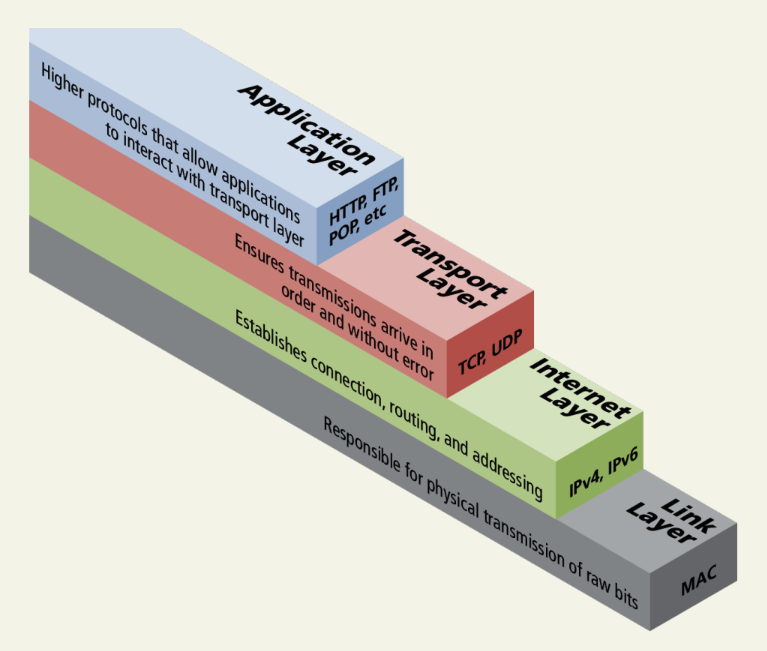 Application
Layer
Higher protocols that allow applications
to interact with transport layer
HTTP, FTP,
POP, etc
Transport
Layer
Ensures transmissions arrive in
order and without error
TCP, UDP
Internet
Layer
Establishes connection, routing, and addressing
IPv4, IPv6
Link
Layer
Responsible for physical transmission of raw bits
MAC